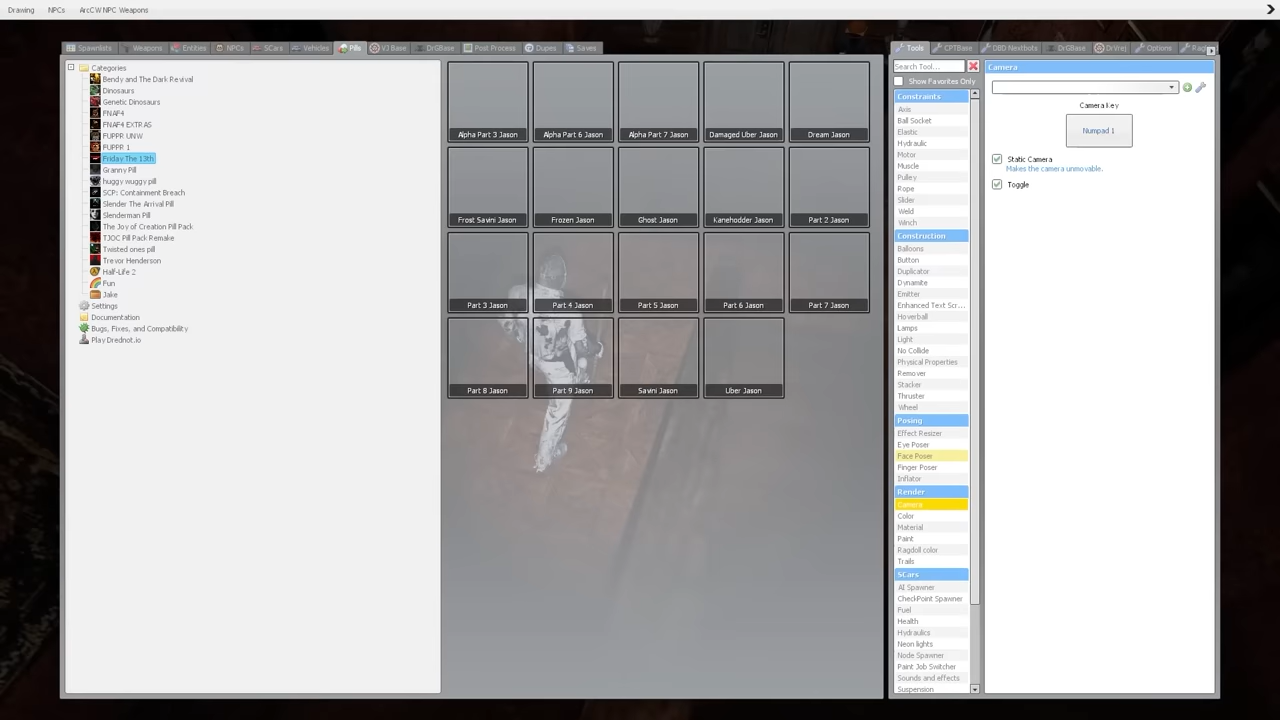 Drawing NPCs ArcCW NPC Weapons
Spawnlists Weapons Entities NPCs SCars Vehicles Pills VJ Base DrGBase Post Process Dupes Saves
Categories
Bendy and The Dark Revival
Dinosaurs
Genetic Dinosaurs
FNAF4
FNAF4 EXTRAS
FUPPR UNW
FUPPR 1
Friday The 13th
Granny Pill
huggy wuggy pill
SCP: Containment Breach
Slender The Arrival Pill
Slenderman Pill
The Joy of Creation Pill Pack
TJOC Pill Pack Remake
Twisted ones pill
Trevor Henderson
Half-Life 2
Fun
Jake
Settings
Documentation
Bugs, Fixes, and Compatibility
Play Drednot.io
Alpha Part 3 Jason Alpha Part 6 Jason Alpha Part 7 Jason Damaged Uber Jason Dream Jason
Frost Savini Jason Frozen Jason Ghost Jason Kanehodder Jason Part 2 Jason
Part 3 Jason Part 4 Jason Part 5 Jason Part 6 Jason Part 7 Jason
Part 8 Jason Part 9 Jason Savini Jason Uber Jason
Tools CPTBase DBD Nextbots DrGBase DrVrej Options
Search Tool...
Show Favorites Only
Constraints
Axis
Ball Socket
Elastic
Hydraulic
Motor
Muscle
Pulley
Rope
Slider
Weld
Winch
Construction
Balloons
Button
Duplicator
Dynamite
Emitter
Enhanced Text Scr...
Hoverball
Lamps
Light
No Collide
Physical Properties
Remover
Stacker
Thruster
Wheel
Posing
Effect Resizer
Eye Poser
Face Poser
Finger Poser
Inflator
Render
Camera
Color
Material
Paint
Ragdoll color
Trails
SCars
AI Spawner
CheckPoint Spawner
Fuel
Health
Hydraulics
Neon lights
Node Spawner
Paint Job Switcher
Sounds and effects
Suspension
Camera
Camera Key
Numpad 1
Static Camera
Makes the camera unmovable.
Toggle